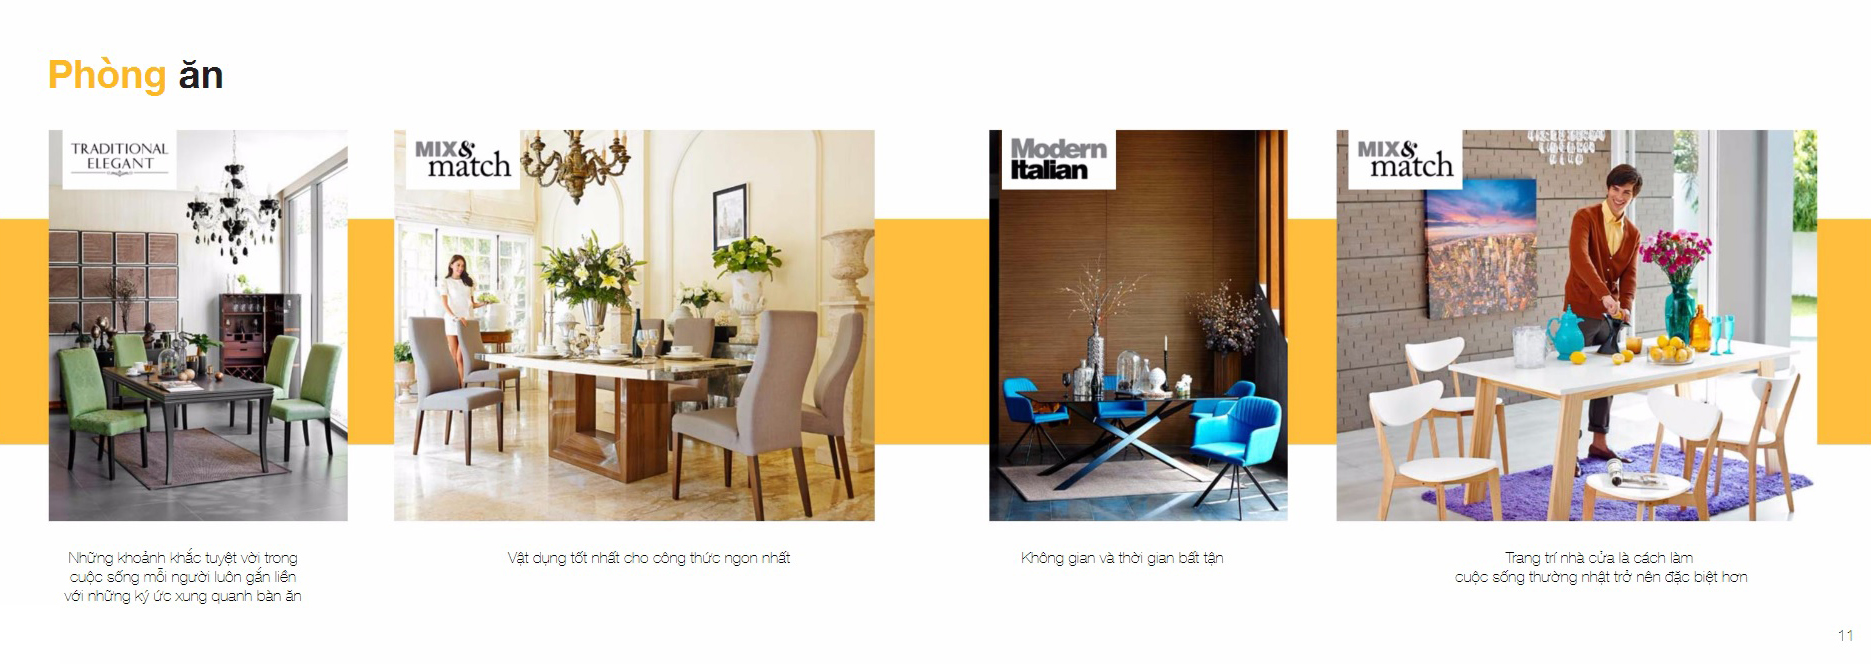 Phòng ăn
TRADITIONAL
ELEGANT
Những khoảnh khắc tuyệt vời trong
cuộc sống mỗi người luôn gắn liền
với những ký ức xung quanh bàn ăn
MIX&
match
Vật dụng tốt nhất cho công thức ngon nhất
Modern
Italian
Không gian và thời gian bất tận
MIX&
match
Trang trí nhà cửa là cách làm
cuộc sống thường nhật trở nên đặc biệt hơn
11